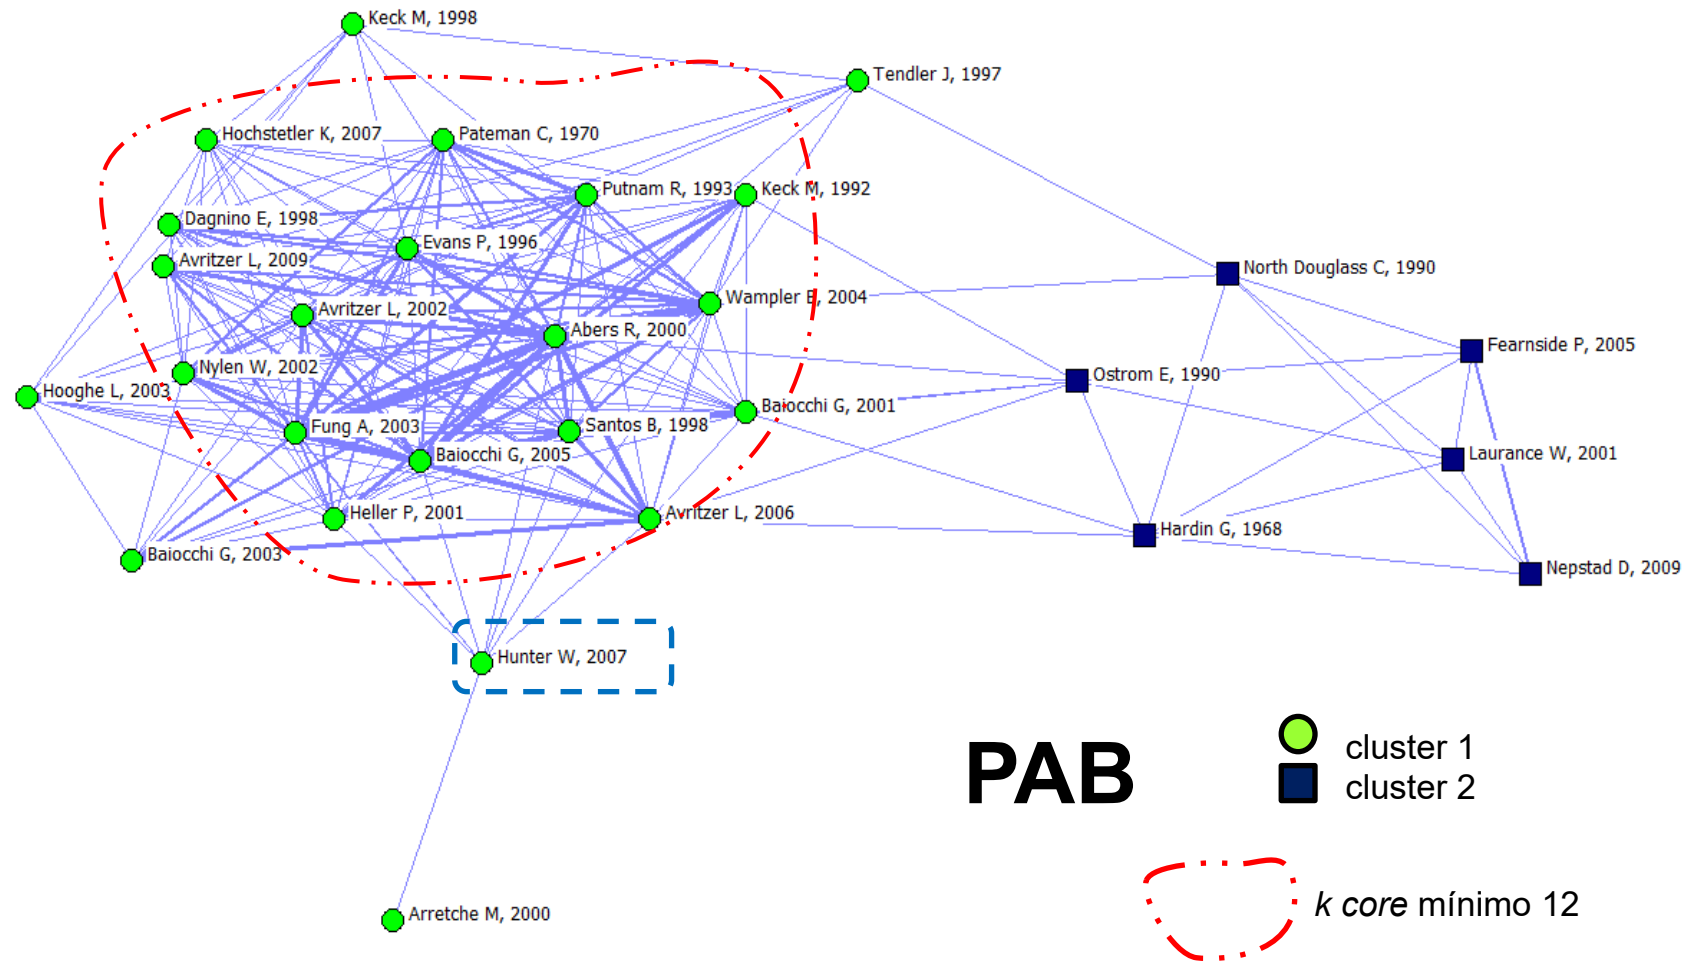 Keck M, 1998
Tendler J, 1997
Hochstetler K, 2007
Pateman C, 1970
Putnam R, 1993
Keck M, 1992
Dagnino E, 1998
Evans P, 1996
Avritzer L, 2009
North Douglass C, 1990
Wampler B, 2004
Avritzer L, 2002
Abers R, 2000
Fearnside P, 2005
Nylen W, 2002
Ostrom E, 1990
Hooghe L, 2003
Baiocchi G, 2001
Fung A, 2003
Santos B, 1998
Baiocchi G, 2005
Laurance W, 2001
Heller P, 2001
Avritzer L, 2006
Hardin G, 1968
Baiocchi G, 2003
Nepstad D, 2009
Hunter W, 2007
PAB
cluster 1
cluster 2
k core mínimo 12
Arretche M, 2000